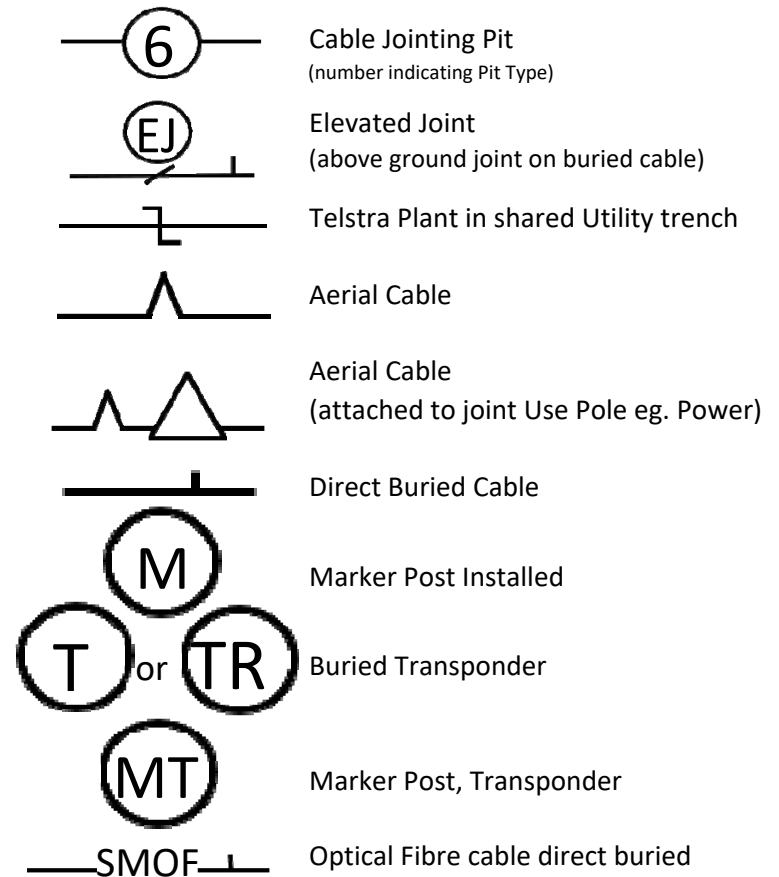 6
Cable Jointing Pit
(number indicating Pit Type)
EJ
Elevated Joint
(above ground joint on buried cable)
Telstra Plant in shared Utility trench
Aerial Cable
Aerial Cable
(attached to joint Use Pole eg. Power)
Direct Buried Cable
M
Marker Post Installed
T or TR
Buried Transponder
MT
Marker Post, Transponder
SMOF
Optical Fibre cable direct buried